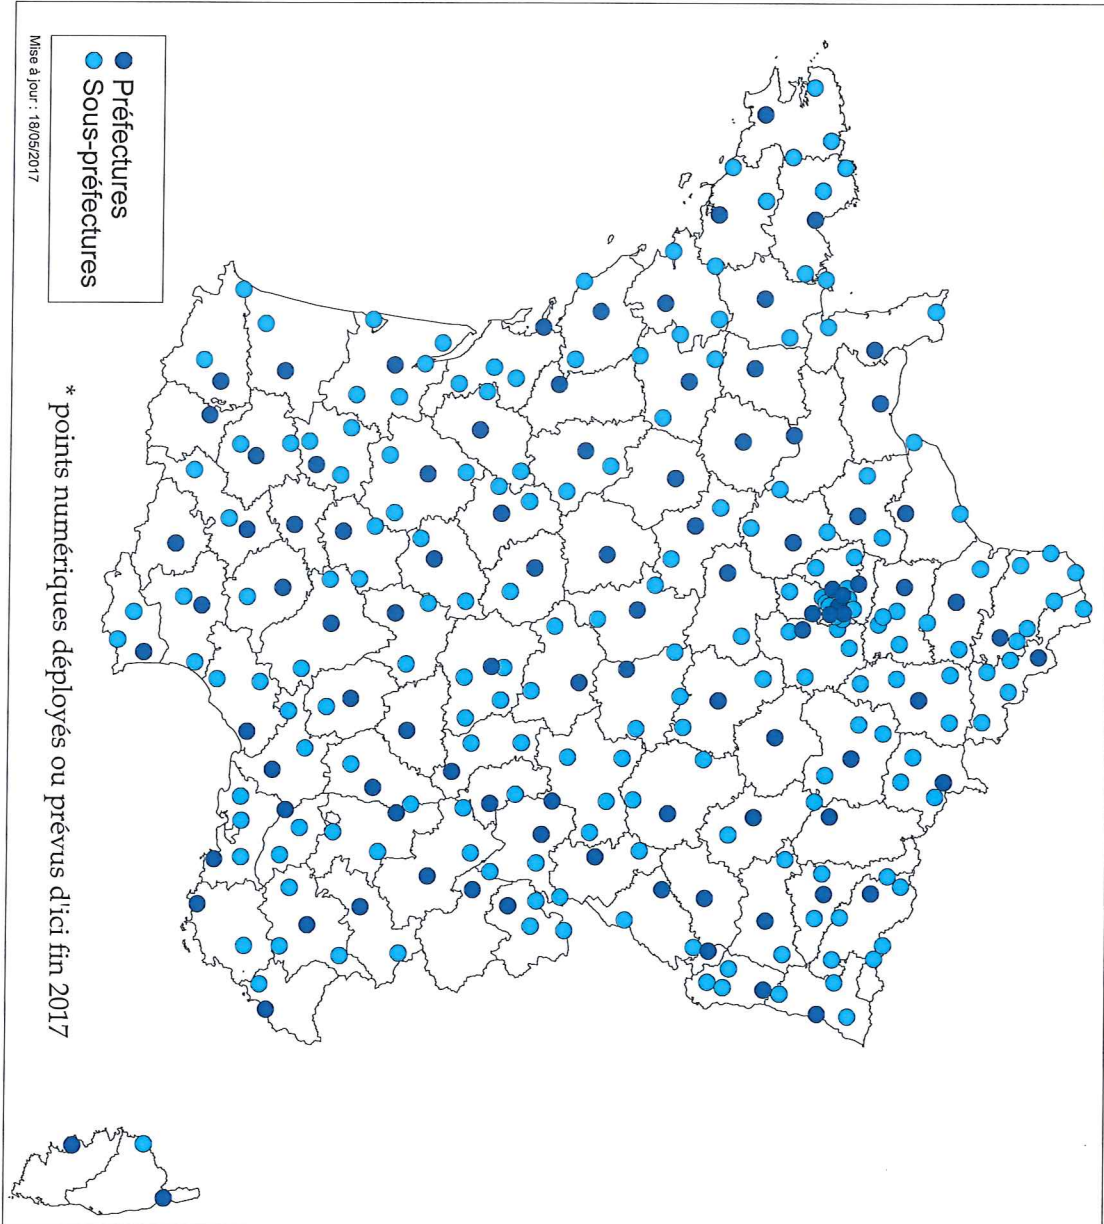 Préfectures
Sous-préfectures
Mise à jour : 18/05/2017
* points numériques déployés ou prévus d'ici fin 2017